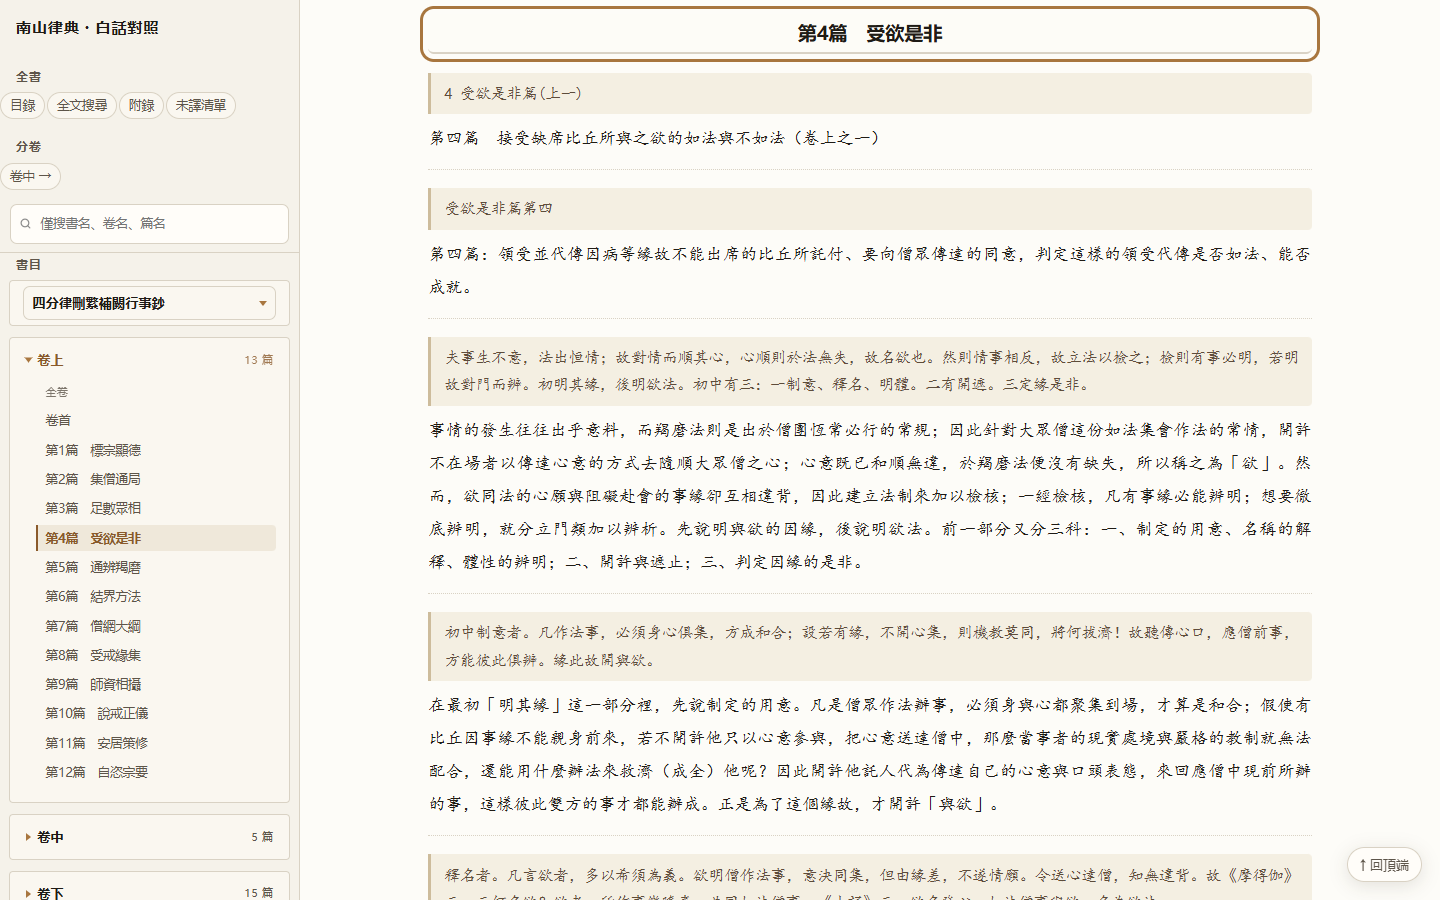 南山律典・白話對照
全書
目錄
全文搜尋
附錄
未譯清單
分卷
卷中 →
僅搜書名、卷名、篇名
書目
四分律刪繁補闕行事鈔
卷上
13 篇
全卷
卷首
第1篇 標宗顯德
第2篇 集僧通局
第3篇 足數眾相
第4篇 受欲是非
第5篇 通辨羯磨
第6篇 結界方法
第7篇 僧網大綱
第8篇 受戒緣集
第9篇 師資相攝
第10篇 說戒正儀
第11篇 安居策修
第12篇 自恣宗要
卷中
5 篇
卷下
15 篇
第4篇 受欲是非
4 受欲是非篇(上一)
第四篇 接受缺席比丘所與之欲的如法與不如法（卷上之一）
受欲是非篇第四
第四篇：領受並代傳因病等緣故不能出席的比丘所託付、要向僧眾傳達的同意，判定這樣的領受代傳是否如法、能否
成就。
夫事生不意，法出恒情；故對情而順其心，心順則於法無失，故名欲也。然則情事相反，故立法以檢之；檢則有事必明，若明
故對門而辨。初明其緣，後明欲法。初中有三：一制意、釋名、明體。二有開遮。三定緣是非。
事情的發生往往出乎意料，而羯磨法則是出於僧團恆常必行的常規；因此針對大眾僧這份如法集會作法的常情，開許
不在場者以傳達心意的方式去隨順大眾僧之心；心意既已和順無違，於羯磨法便沒有缺失，所以稱之為「欲」。然
而，欲同法的心願與阻礙赴會的事緣卻互相違背，因此建立法制來加以檢核；一經檢核，凡有事緣必能辨明；想要徹
底辨明，就分立門類加以辨析。先說明與欲的因緣，後說明欲法。前一部分又分三科：一、制定的用意、名稱的解
釋、體性的辨明；二、開許與遮止；三、判定因緣的是非。
初中制意者。凡作法事，必須身心俱集，方成和合；設若有緣，不開心集，則機教莫同，將何拔濟！故聽傳心口，應僧前事，
方能彼此俱辨。緣此故開與欲。
在最初「明其緣」這一部分裡，先說制定的用意。凡是僧眾作法辦事，必須身與心都聚集到場，才算是和合；假使有
比丘因事緣不能親身前來，若不開許他只以心意參與，把心意送達僧中，那麼當事者的現實處境與嚴格的教制就無法
配合，還能用什麼辦法來救濟（成全）他呢？因此開許他託人代為傳達自己的心意與口頭表態，來回應僧中現前所辦
的事，這樣彼此雙方的事才都能辦成。正是為了這個緣故，才開許「與欲」。
釋名者。凡言欲者，多以希須為義。欲明僧作法事，意決同集，但由緣差，不遂情願。令送心達僧，知無違背。故《摩得伽》
↑ 回頂端